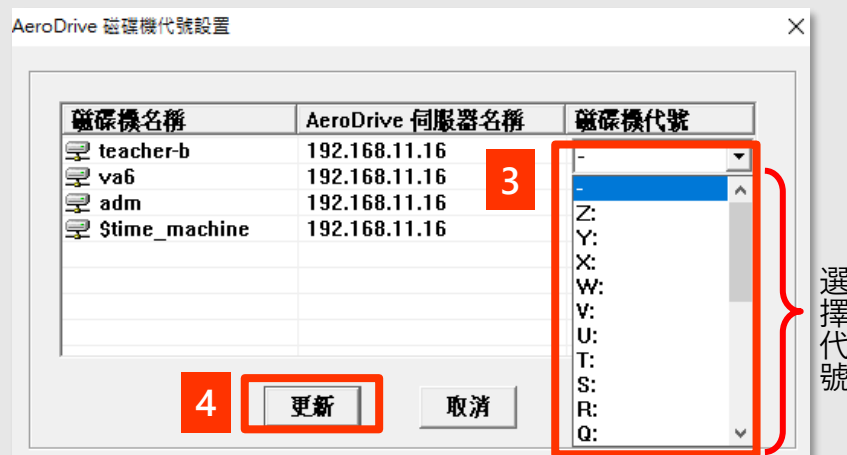 AeroDrive 磁碟機代號設置
磁碟機名稱 AeroDrive 伺服器名稱 磁碟機代號
teacher-b 192.168.11.16 -
va6 192.168.11.16
adm 192.168.11.16
$time_machine 192.168.11.16
3
-
Z:
Y:
X:
W:
V:
U:
T:
S:
R:
Q:
選擇代號
4
更新 取消